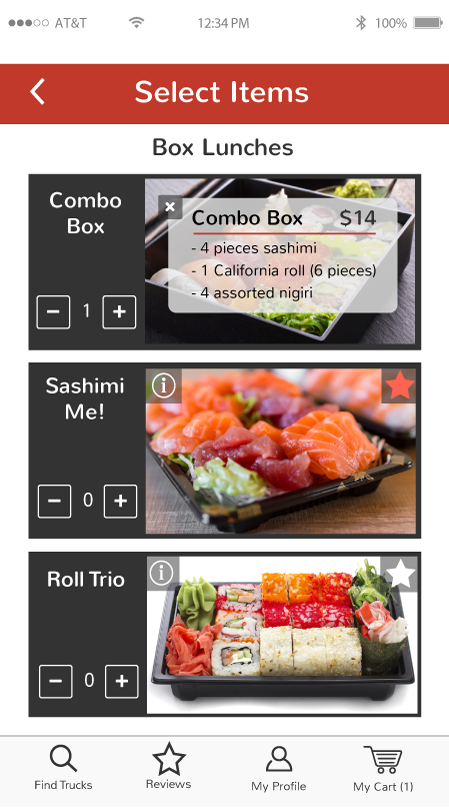 AT&T 12:34 PM 100%
Select Items
Box Lunches
Combo
Box
Combo Box $14
- 4 pieces sashimi
- 1 California roll (6 pieces)
- 4 assorted nigiri
1
Sashimi
Me!
0
Roll Trio
0
Find Trucks Reviews My Profile My Cart (1)